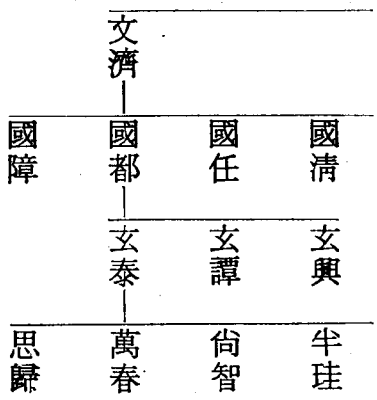 文濟
國清 國任 國都 國障
玄興 玄譚 玄泰
半珪 尙智 萬春 思歸